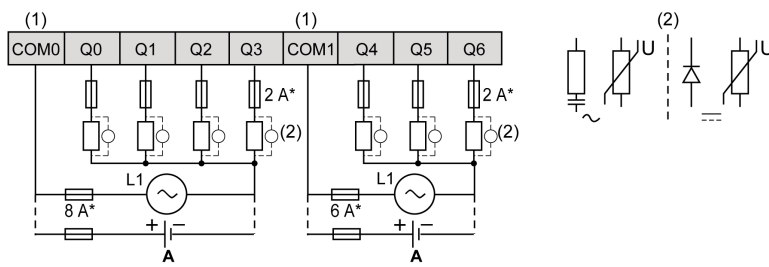 (1) (1) (2)
COM0 Q0 Q1 Q2 Q3 COM1 Q4 Q5 Q6
U U
2 A* 2 A*
(2) (2)
L1 L1
8 A* 6 A*
+ − + −
A A